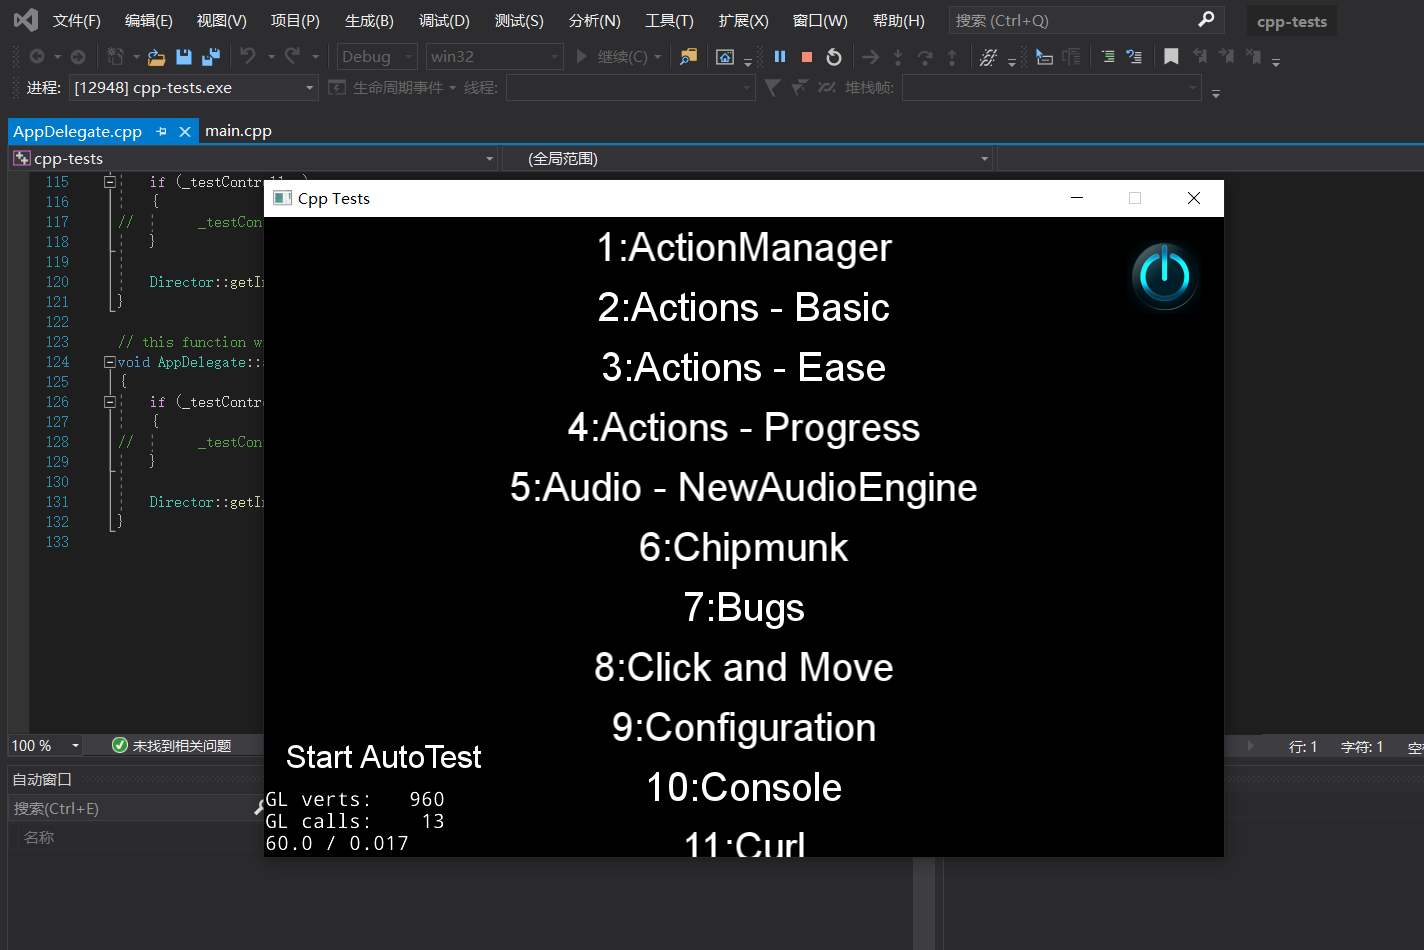 文件(F) 编辑(E) 视图(V) 项目(P) 生成(B) 调试(D) 测试(S) 分析(N) 工具(T) 扩展(X) 窗口(W) 帮助(H) 搜索 (Ctrl+Q) cpp-tests
Debug win32 继续(C)
进程: [12948] cpp-tests.exe 生命周期事件 线程: 堆栈帧:
AppDelegate.cpp main.cpp
cpp-tests (全局范围)
115 if (_testContr
116 {
117 // _testCon
118 }
119
120 Director::getI
121 }
122
123 // this function w
124 void AppDelegate::
125 {
126 if (_testContr
127 {
128 // _testCon
129 }
130
131 Director::getI
132 }
133
Cpp Tests
1:ActionManager
2:Actions - Basic
3:Actions - Ease
4:Actions - Progress
5:Audio - NewAudioEngine
6:Chipmunk
7:Bugs
8:Click and Move
9:Configuration
10:Console
11:Curl
Start AutoTest
GL verts: 960
GL calls: 13
60.0 / 0.017
100 % 未找到相关问题 行: 1 字符: 1
自动窗口
搜索(Ctrl+E)
名称